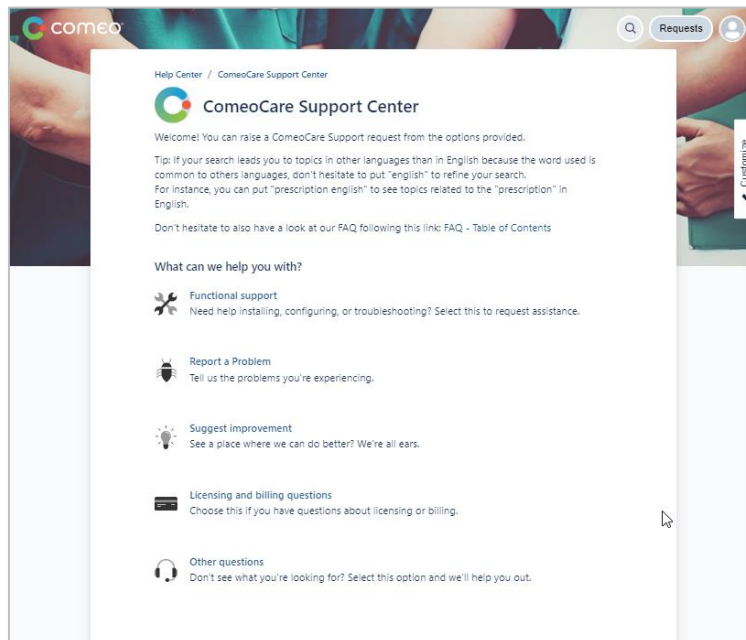 comeo
Requests
Customize
Help Center / ComeoCare Support Center
ComeoCare Support Center
Welcome! You can raise a ComeoCare Support request from the options provided.
Tip: If your search leads you to topics in other languages than in English because the word used is
common to others languages, don't hesitate to put "english" to refine your search.
For instance, you can put "prescription english" to see topics related to the "prescription" in
English.
Don't hesitate to also have a look at our FAQ following this link: FAQ - Table of Contents
What can we help you with?
Functional support
Need help installing, configuring, or troubleshooting? Select this to request assistance.
Report a Problem
Tell us the problems you're experiencing.
Suggest improvement
See a place where we can do better? We're all ears.
Licensing and billing questions
Choose this if you have questions about licensing or billing.
Other questions
Don't see what you're looking for? Select this option and we'll help you out.